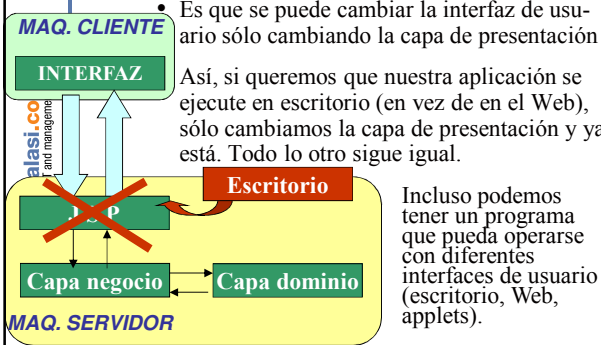 • Es que se puede cambiar la interfaz de usu-
ario sólo cambiando la capa de presentación
MAQ. CLIENTE
INTERFAZ
Así, si queremos que nuestra aplicación se
ejecute en escritorio (en vez de en el Web),
sólo cambiamos la capa de presentación y ya
está. Todo lo otro sigue igual.
Escritorio
Incluso podemos
tener un programa
que pueda operarse
con diferentes
interfaces de usuario
(escritorio, Web,
applets).
Capa negocio
Capa dominio
MAQ. SERVIDOR